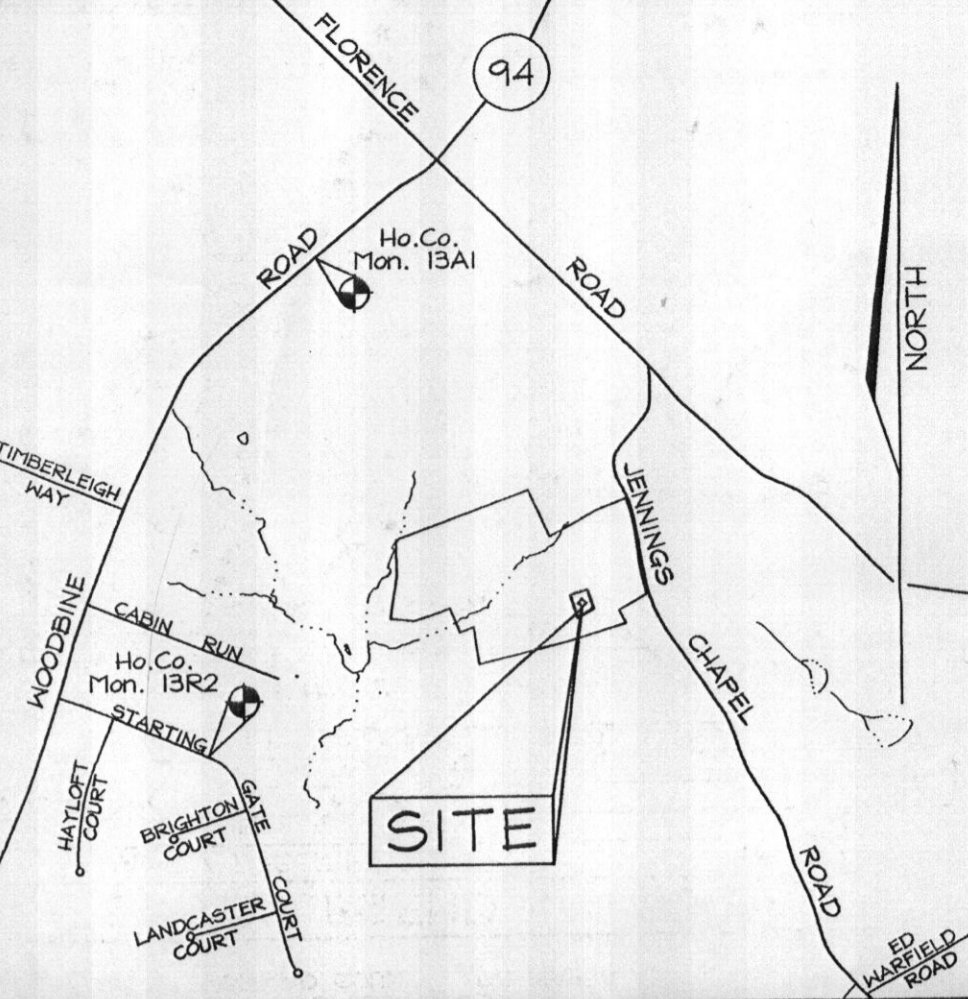 FLORENCE
94
Ho.Co.
Mon. 13A1
ROAD
ROAD
NORTH
TIMBERLEIGH
WAY
JENNINGS
WOODBINE
CABIN RUN
Ho.Co.
Mon. 13R2
CHAPEL
STARTING
HAYLOFT
COURT
GATE
BRIGHTON
COURT
SITE
COURT
LANDCASTER
COURT
ROAD
ED
WARFIELD
ROAD